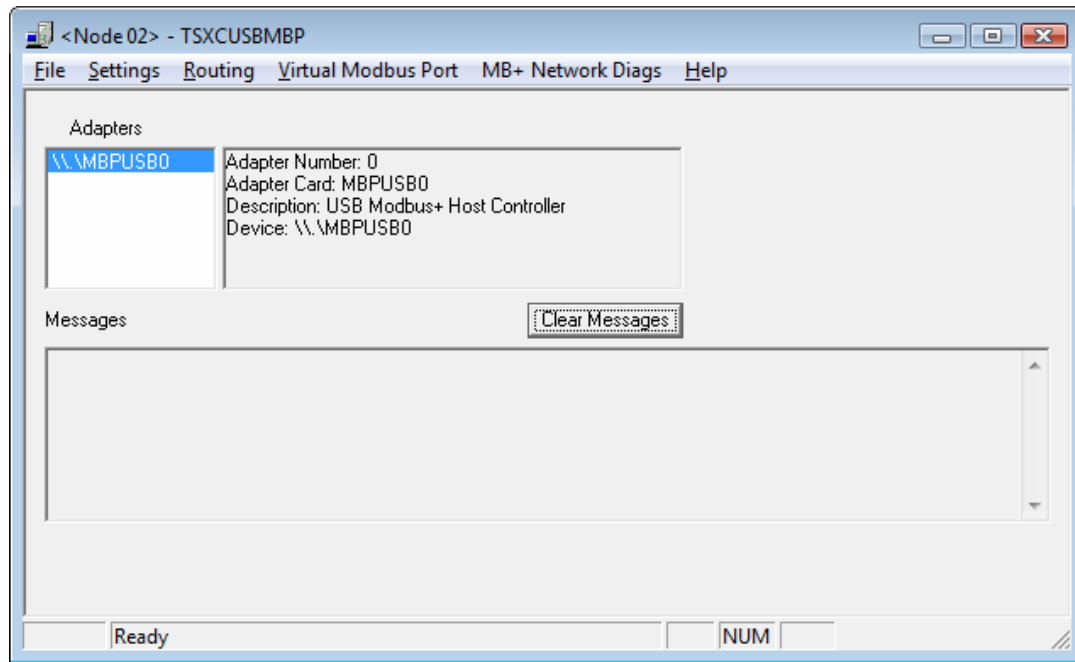 <Node 02> - TSXCUSBMBP
File Settings Routing Virtual Modbus Port MB+ Network Diags Help
Adapters
\\.\MBPUSB0
Adapter Number: 0
Adapter Card: MBPUSB0
Description: USB Modbus+ Host Controller
Device: \\.\MBPUSB0
Messages
Clear Messages
Ready
NUM